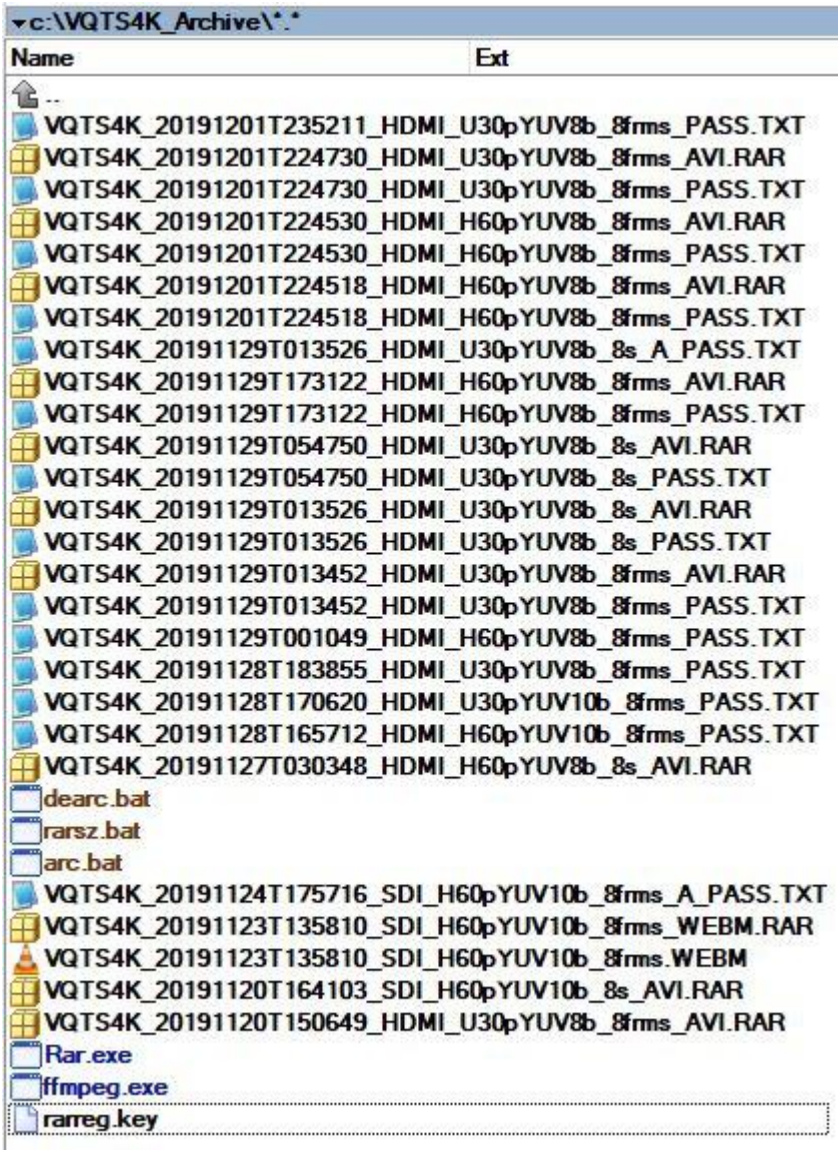 c:\VQTS4K_Archive\*.*
Name Ext
..
VQTS4K_20191201T235211_HDMI_U30pYUV8b_8frms_PASS.TXT
VQTS4K_20191201T224730_HDMI_U30pYUV8b_8frms_AVI.RAR
VQTS4K_20191201T224730_HDMI_U30pYUV8b_8frms_PASS.TXT
VQTS4K_20191201T224530_HDMI_H60pYUV8b_8frms_AVI.RAR
VQTS4K_20191201T224530_HDMI_H60pYUV8b_8frms_PASS.TXT
VQTS4K_20191201T224518_HDMI_H60pYUV8b_8frms_AVI.RAR
VQTS4K_20191201T224518_HDMI_H60pYUV8b_8frms_PASS.TXT
VQTS4K_20191129T013526_HDMI_U30pYUV8b_8s_A_PASS.TXT
VQTS4K_20191129T173122_HDMI_H60pYUV8b_8frms_AVI.RAR
VQTS4K_20191129T173122_HDMI_H60pYUV8b_8frms_PASS.TXT
VQTS4K_20191129T054750_HDMI_U30pYUV8b_8s_AVI.RAR
VQTS4K_20191129T054750_HDMI_U30pYUV8b_8s_PASS.TXT
VQTS4K_20191129T013526_HDMI_U30pYUV8b_8s_AVI.RAR
VQTS4K_20191129T013526_HDMI_U30pYUV8b_8s_PASS.TXT
VQTS4K_20191129T013452_HDMI_U30pYUV8b_8frms_AVI.RAR
VQTS4K_20191129T013452_HDMI_U30pYUV8b_8frms_PASS.TXT
VQTS4K_20191129T001049_HDMI_H60pYUV8b_8frms_PASS.TXT
VQTS4K_20191128T183855_HDMI_U30pYUV8b_8frms_PASS.TXT
VQTS4K_20191128T170620_HDMI_U30pYUV10b_8frms_PASS.TXT
VQTS4K_20191128T165712_HDMI_H60pYUV10b_8frms_PASS.TXT
VQTS4K_20191127T030348_HDMI_H60pYUV8b_8s_AVI.RAR
dearc.bat
rarsz.bat
arc.bat
VQTS4K_20191124T175716_SDI_H60pYUV10b_8frms_A_PASS.TXT
VQTS4K_20191123T135810_SDI_H60pYUV10b_8frms_WEBM.RAR
VQTS4K_20191123T135810_SDI_H60pYUV10b_8frms.WEBM
VQTS4K_20191120T164103_SDI_H60pYUV10b_8s_AVI.RAR
VQTS4K_20191120T150649_HDMI_U30pYUV8b_8frms_AVI.RAR
Rar.exe
ffmpeg.exe
rarreg.key